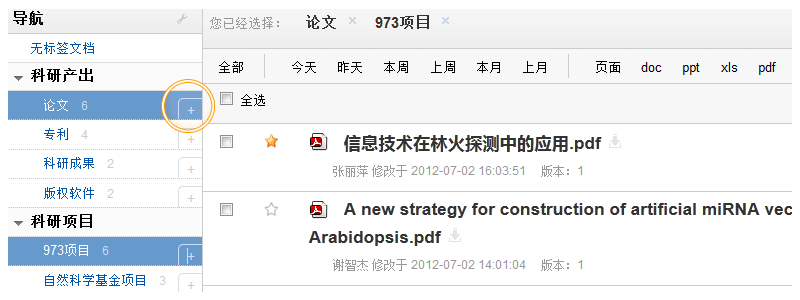 导航
无标签文档
科研产出
论文 6
专利 4
科研成果 2
版权软件 2
科研项目
973项目 6
自然科学基金项目 3
您已经选择： 论文 × 973项目 ×
全部 今天 昨天 本周 上周 本月 上月 页面 doc ppt xls pdf
全选
信息技术在林火探测中的应用.pdf
张丽萍 修改于 2012-07-02 16:03:51 版本：1
A new strategy for construction of artificial miRNA vec
Arabidopsis.pdf
谢智杰 修改于 2012-07-02 14:01:04 版本：1